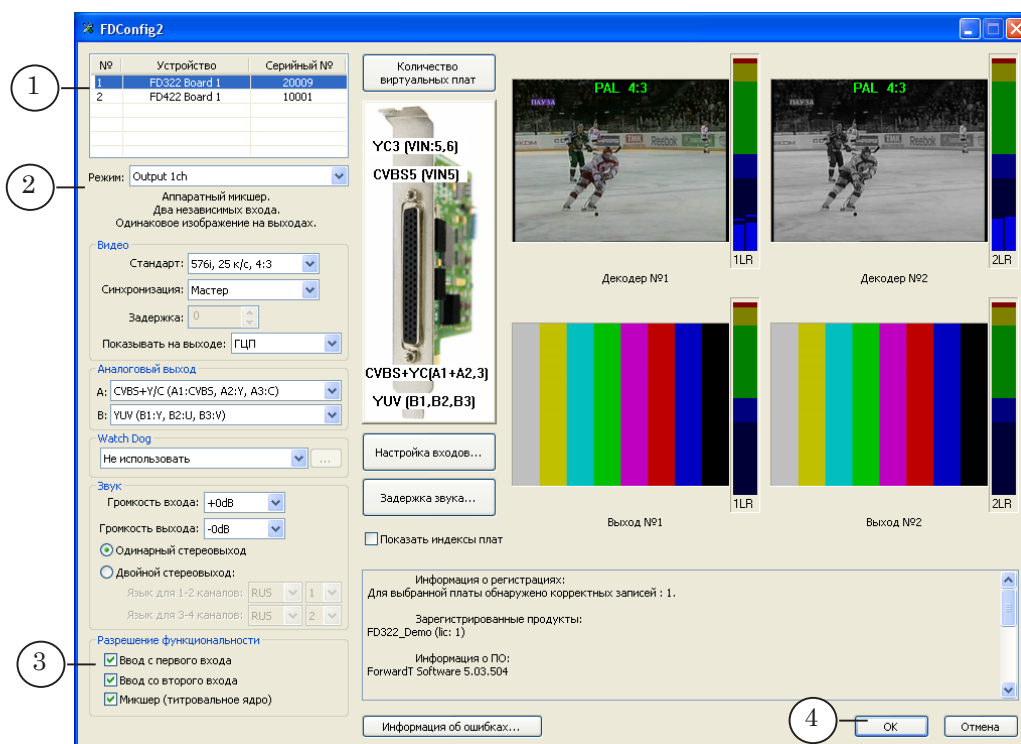 FDConfig2
№ Устройство Серийный №
1 FD322 Board 1 20009
2 FD422 Board 1 10001
1
Режим: Output 1ch
2
Аппаратный микшер.
Два независимых входа.
Одинаковое изображение на выходах.
Видео
Стандарт: 576i, 25 к/с, 4:3
Синхронизация: Мастер
Задержка: 0
Показывать на выходе: ГЦП
Аналоговый выход
A: CVBS+Y/C (A1:CVBS, A2:Y, A3:C)
B: YUV (B1:Y, B2:U, B3:V)
Watch Dog
Не использовать ...
Звук
Громкость входа: +0dB
Громкость выхода: -0dB
Одинарный стереовыход
Двойной стереовыход:
Язык для 1-2 каналов: RUS 1
Язык для 3-4 каналов: RUS 2
Разрешение функциональности
3
Ввод с первого входа
Ввод со второго входа
Микшер (титровальное ядро)
Количество
виртуальных плат
YC3 (VIN:5,6)
CVBS5 (VIN5)
CVBS+YC(A1+A2,3)
YUV (B1,B2,B3)
Настройка входов...
Задержка звука...
Показать индексы плат
PAL 4:3
ПАУЗА
ТМК Reebok
1LR
Декодер №1
PAL 4:3
ПАУЗА
ТМК Reebok
2LR
Декодер №2
1LR
Выход №1
2LR
Выход №2
Информация о регистрациях:
Для выбранной платы обнаружено корректных записей : 1.
Зарегистрированные продукты:
FD322_Demo (lic: 1)
Информация о ПО:
ForwardT Software 5.03.504
Информация об ошибках...
4
OK
Отмена